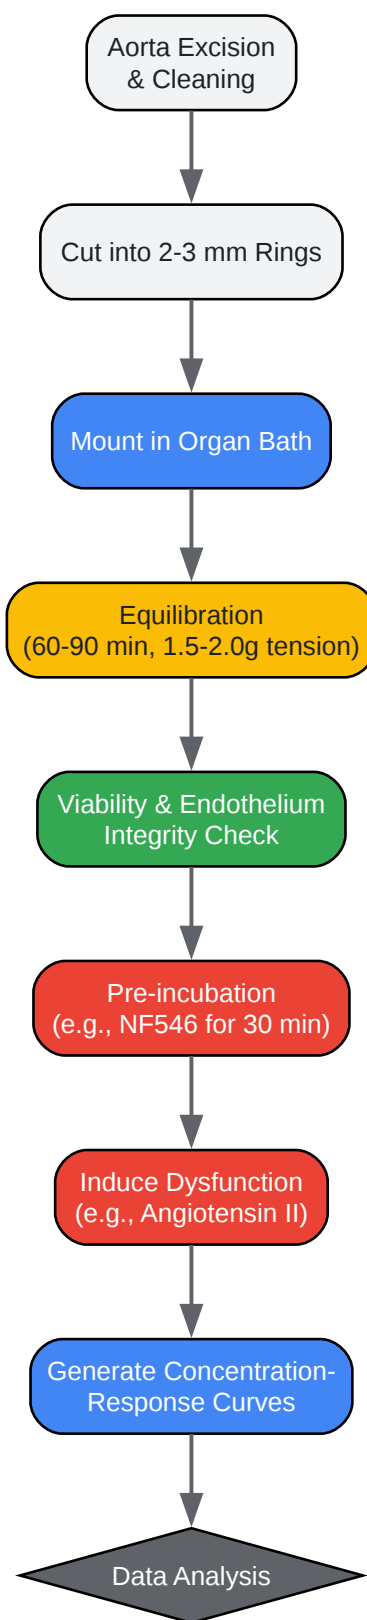 Aorta Excision
& Cleaning
Cut into 2-3 mm Rings
Mount in Organ Bath
Equilibration
(60-90 min, 1.5-2.0g tension)
Viability & Endothelium
Integrity Check
Pre-incubation
(e.g., NF546 for 30 min)
Induce Dysfunction
(e.g., Angiotensin II)
Generate Concentration-
Response Curves
Data Analysis